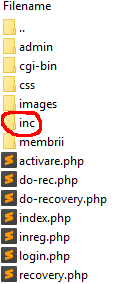 Filename
..
admin
cgi-bin
css
images
inc
membrii
activare.php
do-rec.php
do-recovery.php
index.php
inreg.php
login.php
recovery.php